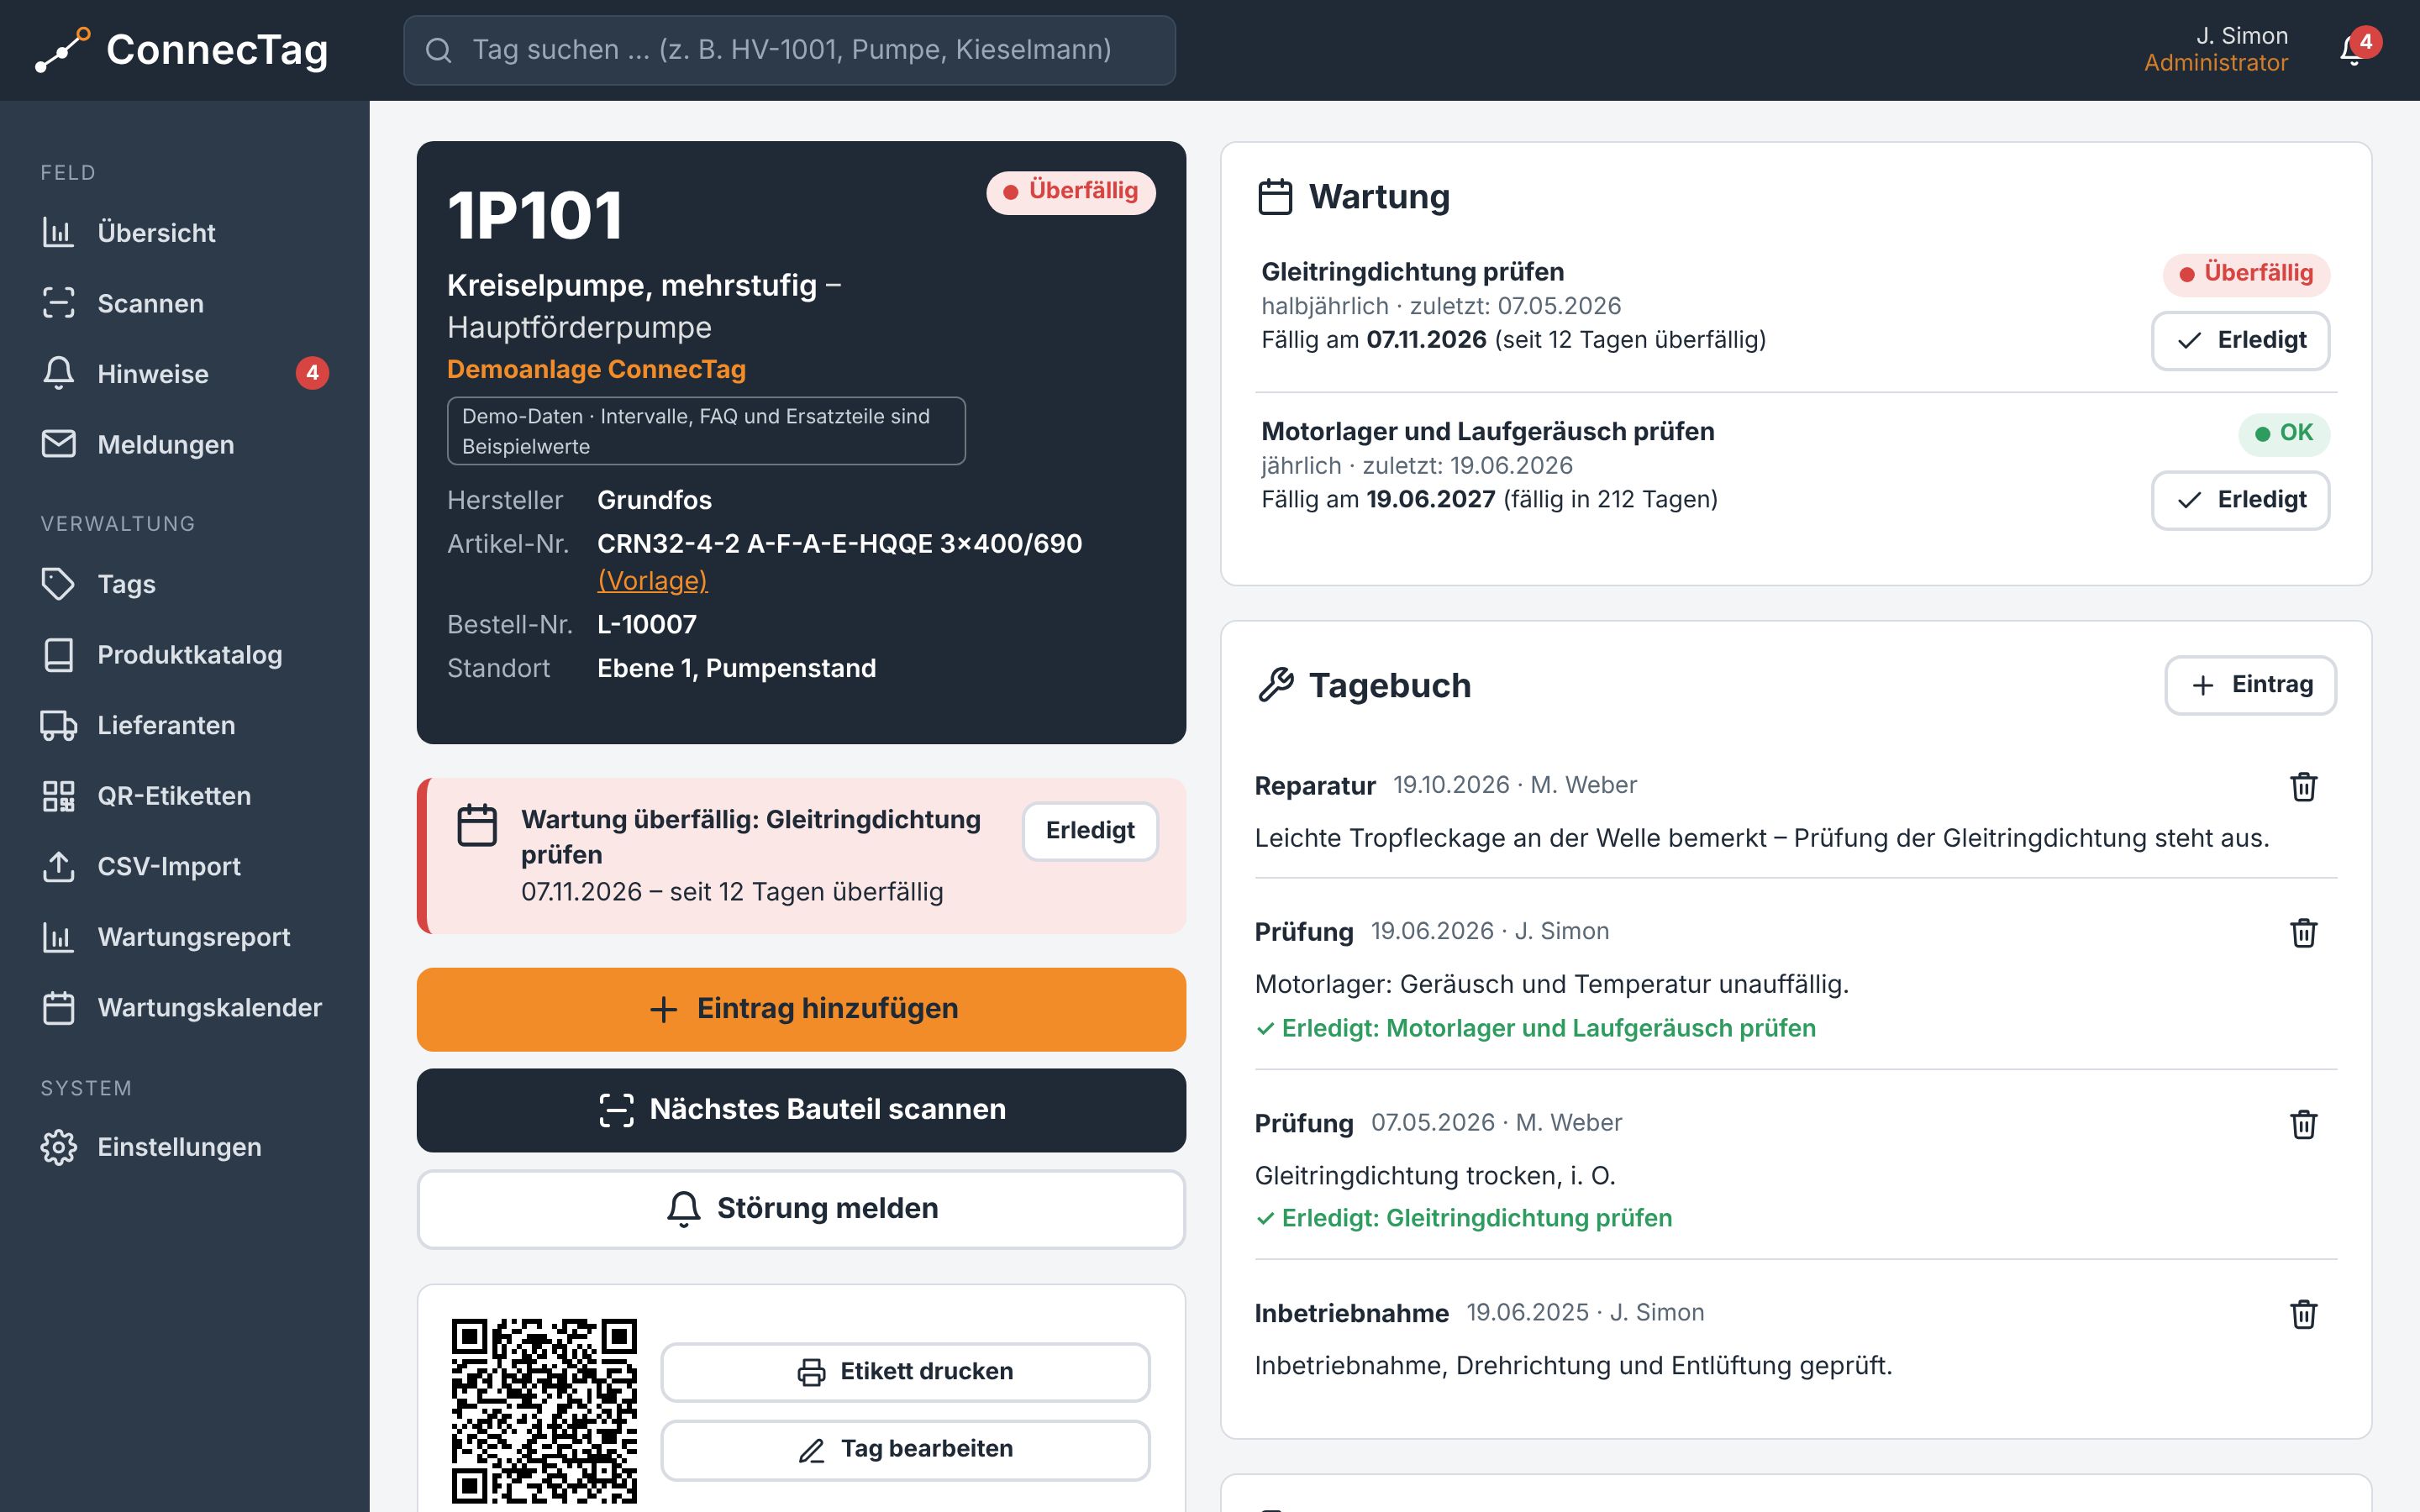 ConnecTag
Tag suchen … (z. B. HV-1001, Pumpe, Kieselmann)
J. Simon
Administrator
4
FELD
Übersicht
Scannen
Hinweise 4
Meldungen
VERWALTUNG
Tags
Produktkatalog
Lieferanten
QR-Etiketten
CSV-Import
Wartungsreport
Wartungskalender
SYSTEM
Einstellungen
1P101
Überfällig
Kreiselpumpe, mehrstufig –
Hauptförderpumpe
Demoanlage ConnecTag
Demo-Daten · Intervalle, FAQ und Ersatzteile sind
Beispielwerte
Hersteller Grundfos
Artikel-Nr. CRN32-4-2 A-F-A-E-HQQE 3×400/690
(Vorlage)
Bestell-Nr. L-10007
Standort Ebene 1, Pumpenstand
Wartung überfällig: Gleitringdichtung
prüfen
07.11.2026 – seit 12 Tagen überfällig
Erledigt
Eintrag hinzufügen
Nächstes Bauteil scannen
Störung melden
Etikett drucken
Tag bearbeiten
Wartung
Gleitringdichtung prüfen
Überfällig
halbjährlich · zuletzt: 07.05.2026
Fällig am 07.11.2026 (seit 12 Tagen überfällig)
Erledigt
Motorlager und Laufgeräusch prüfen
OK
jährlich · zuletzt: 19.06.2026
Fällig am 19.06.2027 (fällig in 212 Tagen)
Erledigt
Tagebuch
Eintrag
Reparatur 19.10.2026 · M. Weber
Leichte Tropfleckage an der Welle bemerkt – Prüfung der Gleitringdichtung steht aus.
Prüfung 19.06.2026 · J. Simon
Motorlager: Geräusch und Temperatur unauffällig.
✓ Erledigt: Motorlager und Laufgeräusch prüfen
Prüfung 07.05.2026 · M. Weber
Gleitringdichtung trocken, i. O.
✓ Erledigt: Gleitringdichtung prüfen
Inbetriebnahme 19.06.2025 · J. Simon
Inbetriebnahme, Drehrichtung und Entlüftung geprüft.